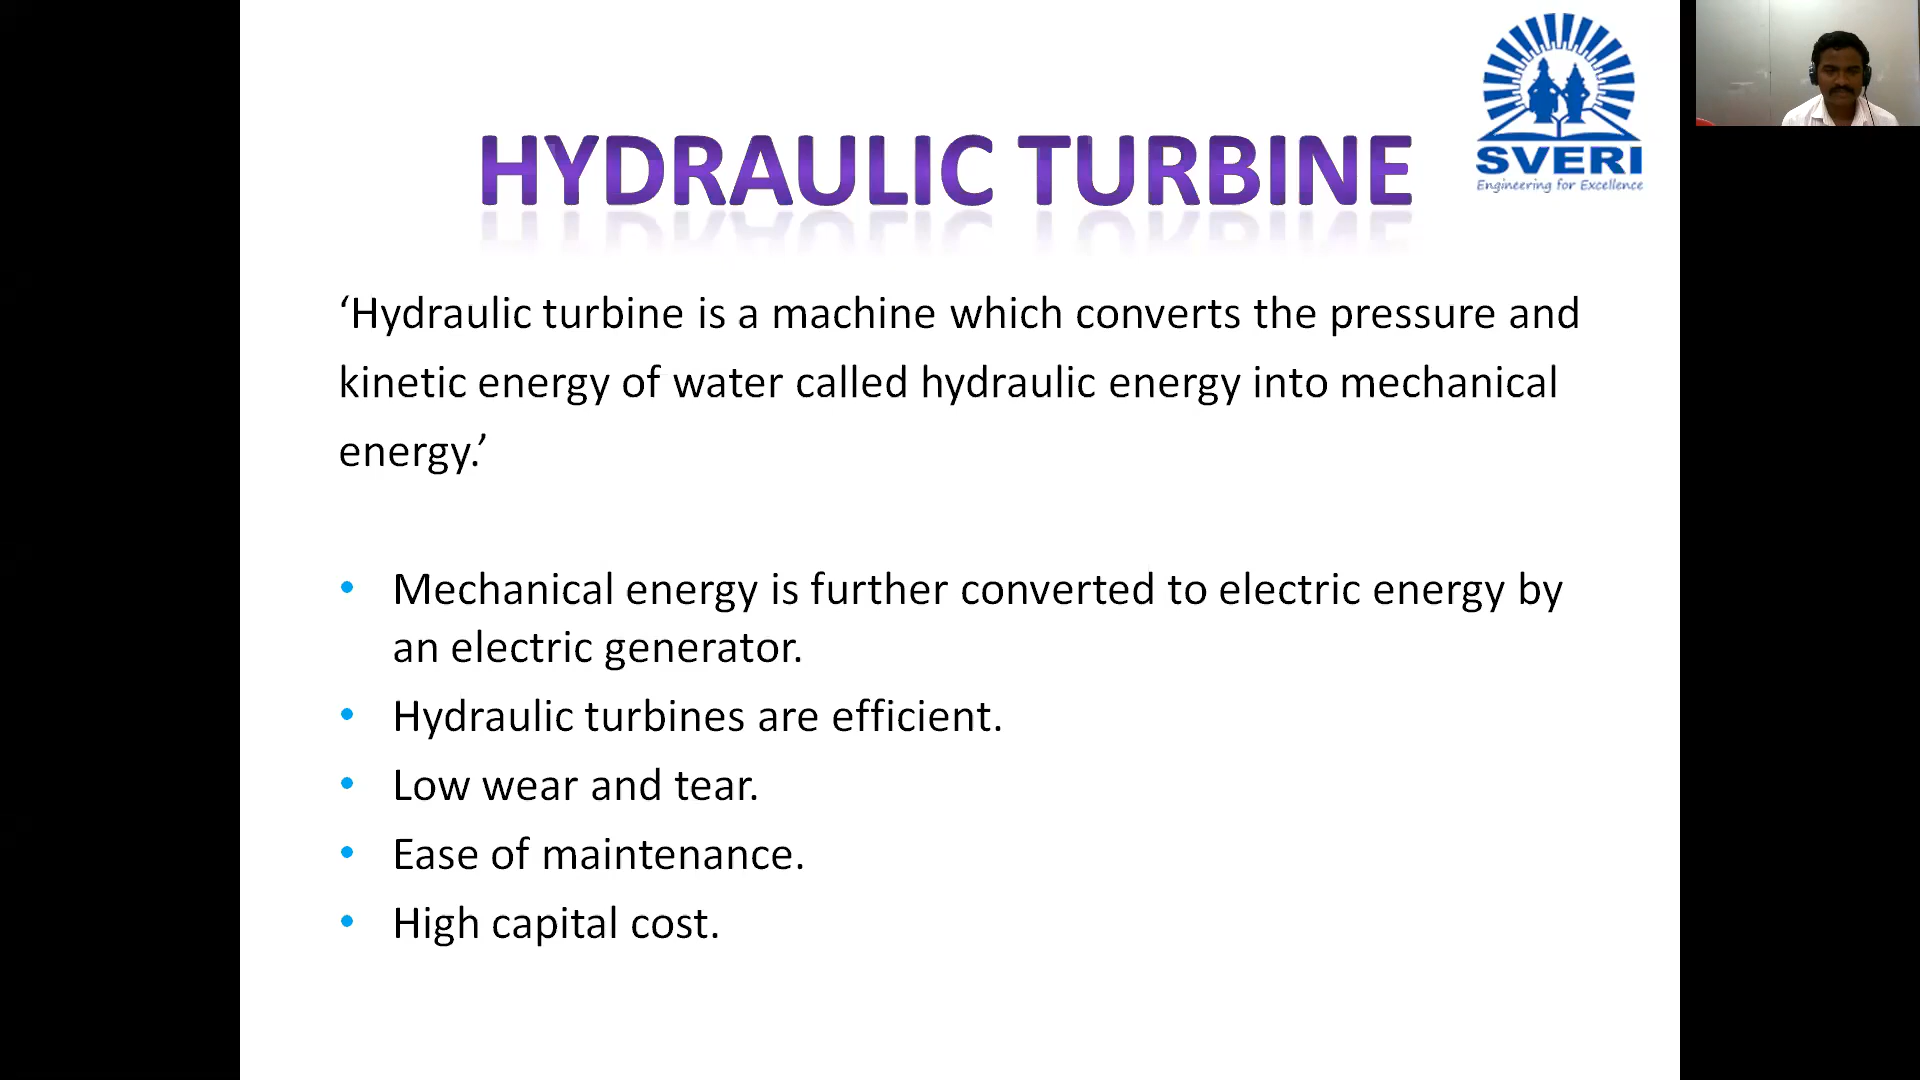 HYDRAULIC TURBINE
SVERI
Engineering for Excellence
‘Hydraulic turbine is a machine which converts the pressure and
kinetic energy of water called hydraulic energy into mechanical
energy.’
• Mechanical energy is further converted to electric energy by
an electric generator.
• Hydraulic turbines are efficient.
• Low wear and tear.
• Ease of maintenance.
• High capital cost.